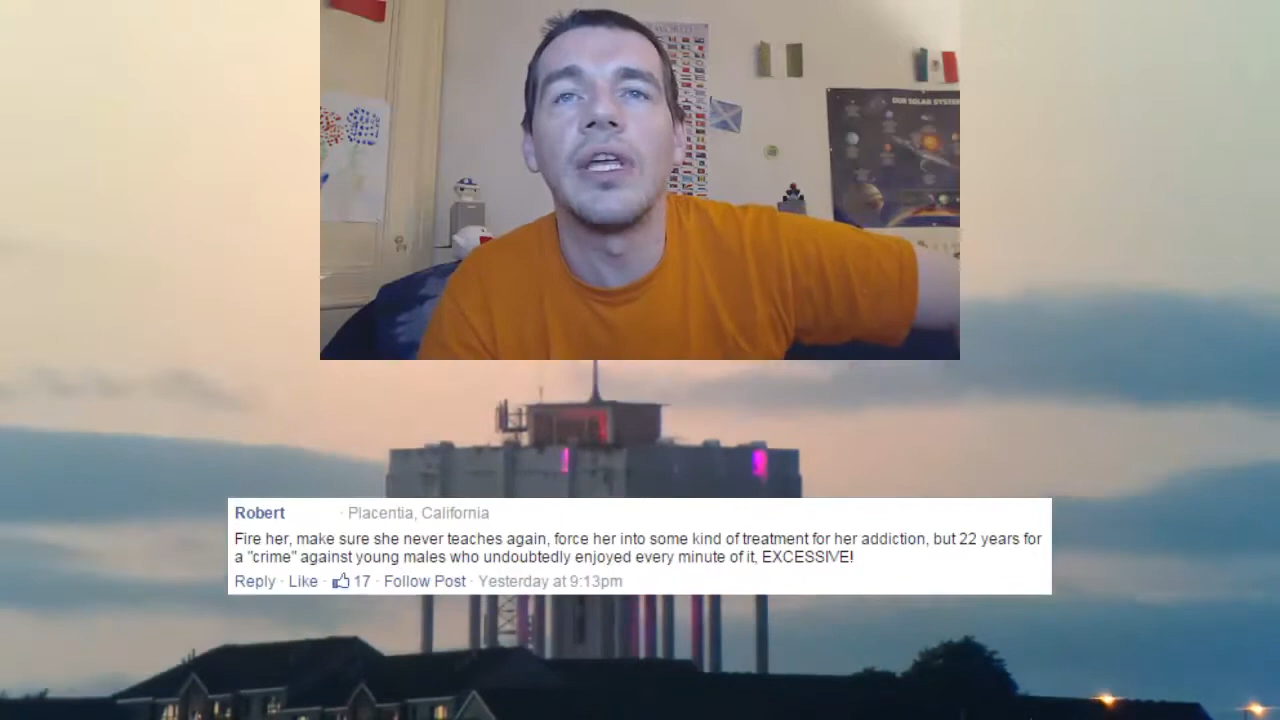 WORLD
OUR SOLAR SYSTEM
Robert · Placentia, California
Fire her, make sure she never teaches again, force her into some kind of treatment for her addiction, but 22 years for
a "crime" against young males who undoubtedly enjoyed every minute of it, EXCESSIVE!
Reply · Like · 17 · Follow Post · Yesterday at 9:13pm